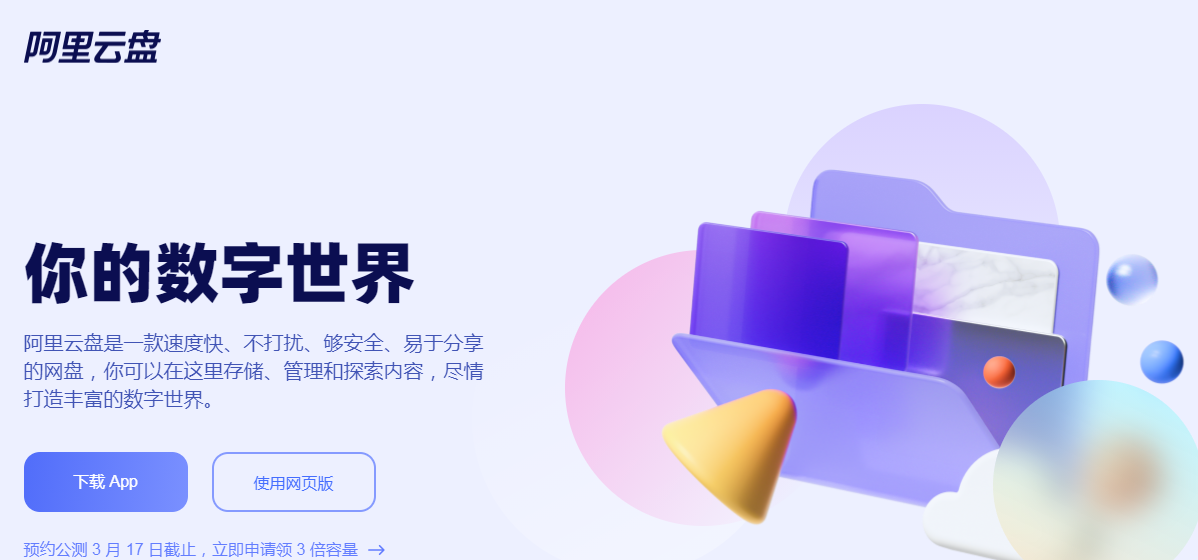 阿里云盘
你的数字世界
阿里云盘是一款速度快、不打扰、够安全、易于分享
的网盘，你可以在这里存储、管理和探索内容，尽情
打造丰富的数字世界。
下载 App
使用网页版
预约公测 3 月 17 日截止，立即申请领 3 倍容量 →